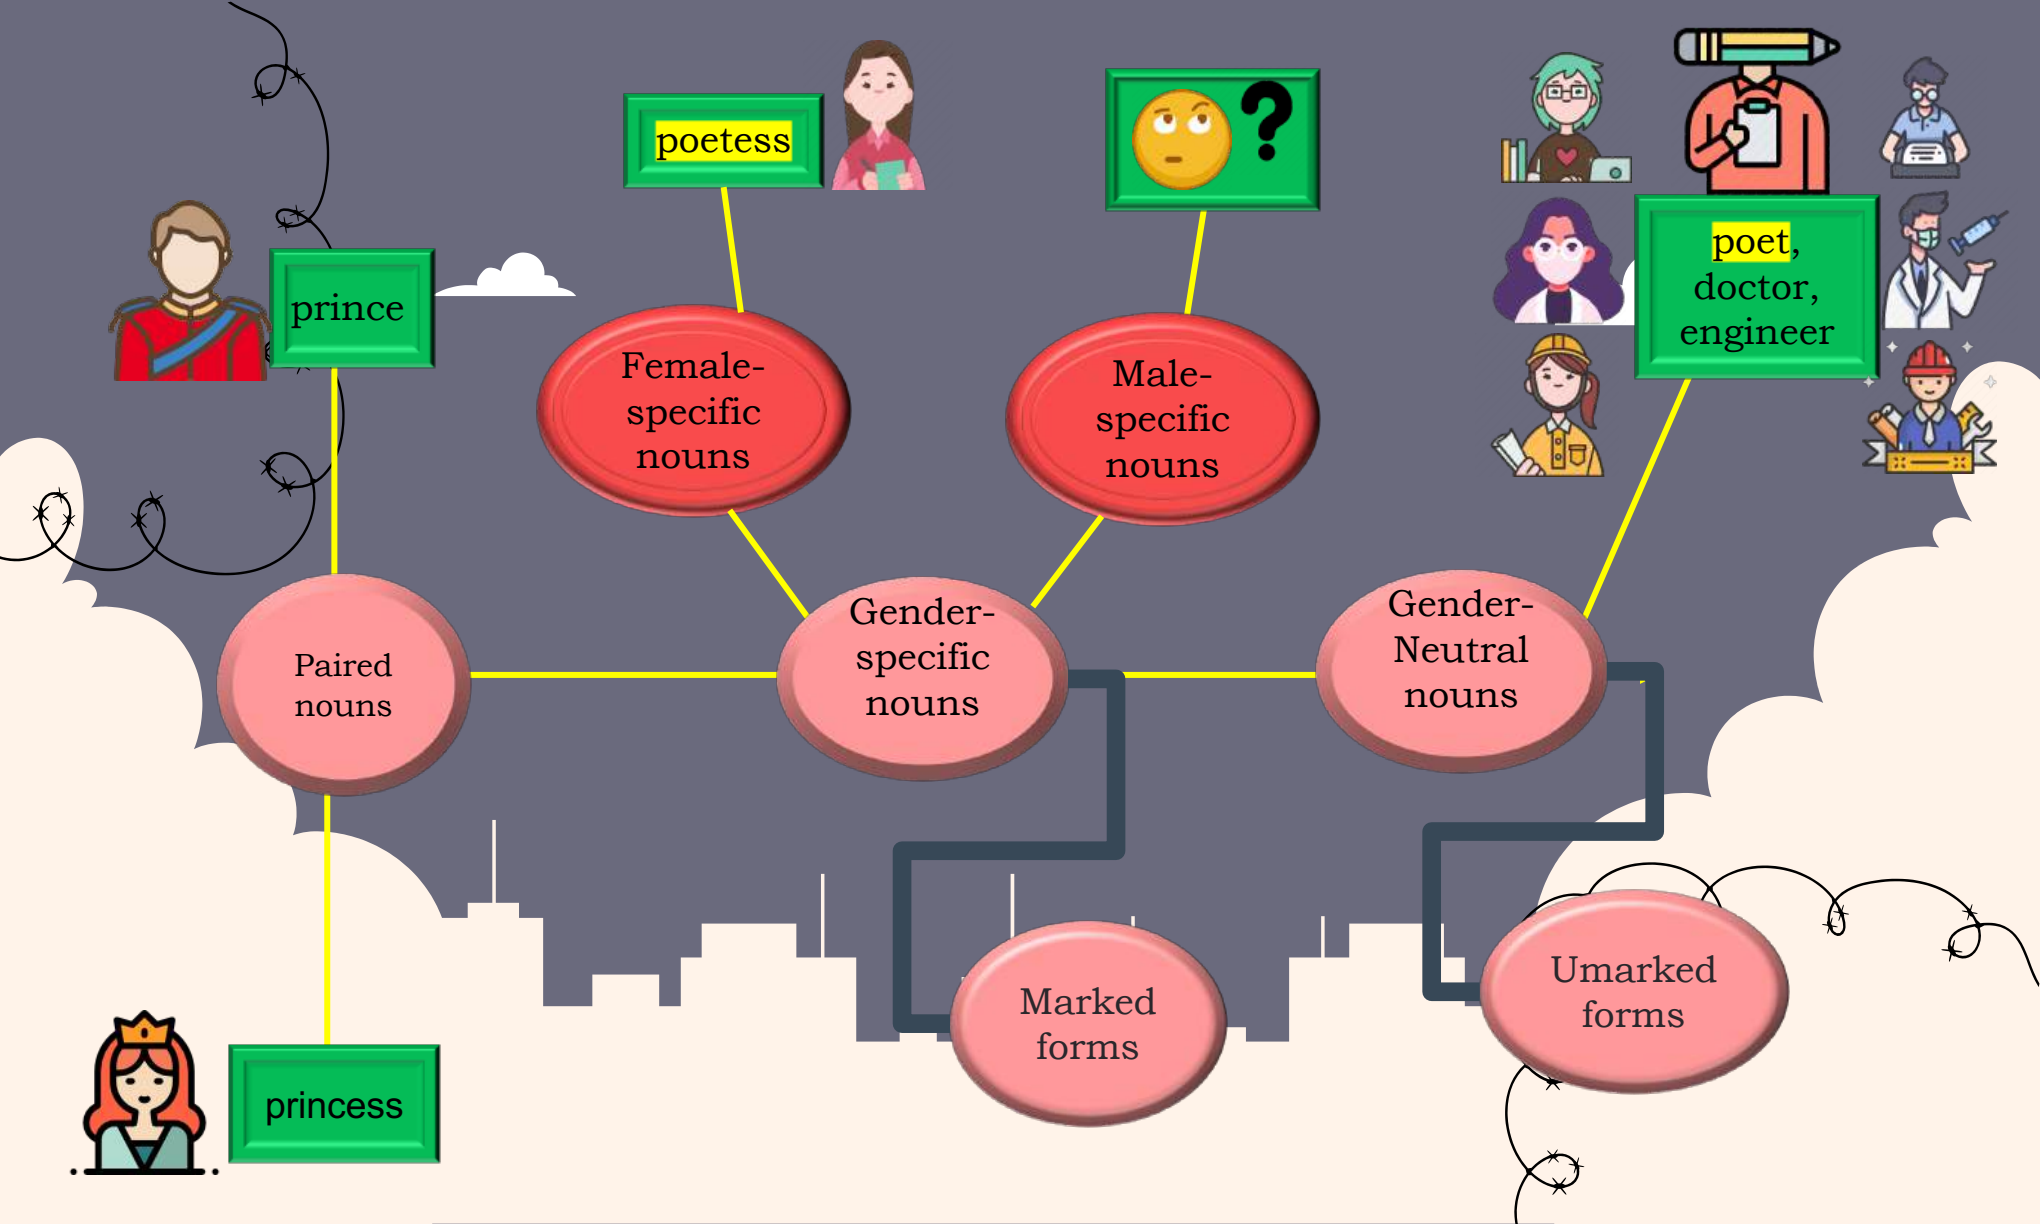 poetess
?
poet,
doctor,
engineer
prince
Female-
specific
nouns
Male-
specific
nouns
Paired
nouns
Gender-
specific
nouns
Gender-
Neutral
nouns
Marked
forms
Umarked
forms
princess